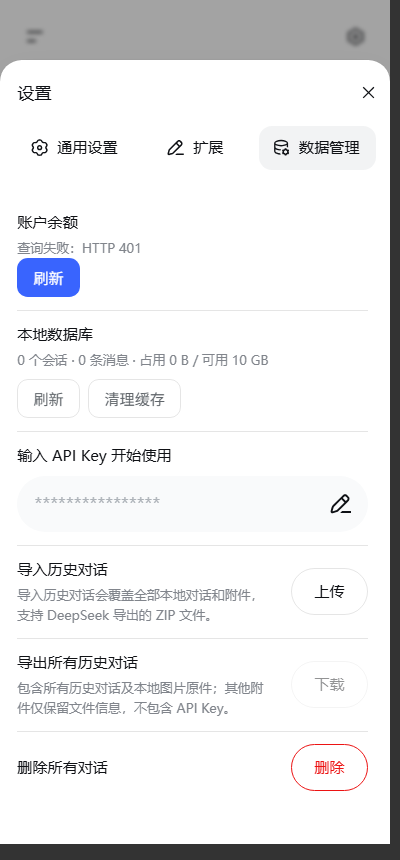 设置
通用设置
扩展
数据管理
账户余额
查询失败：HTTP 401
刷新
本地数据库
0 个会话 · 0 条消息 · 占用 0 B / 可用 10 GB
刷新
清理缓存
输入 API Key 开始使用
****************
导入历史对话
导入历史对话会覆盖全部本地对话和附件，
支持 DeepSeek 导出的 ZIP 文件。
上传
导出所有历史对话
包含所有历史对话及本地图片原件；其他附
件仅保留文件信息，不包含 API Key。
下载
删除所有对话
删除